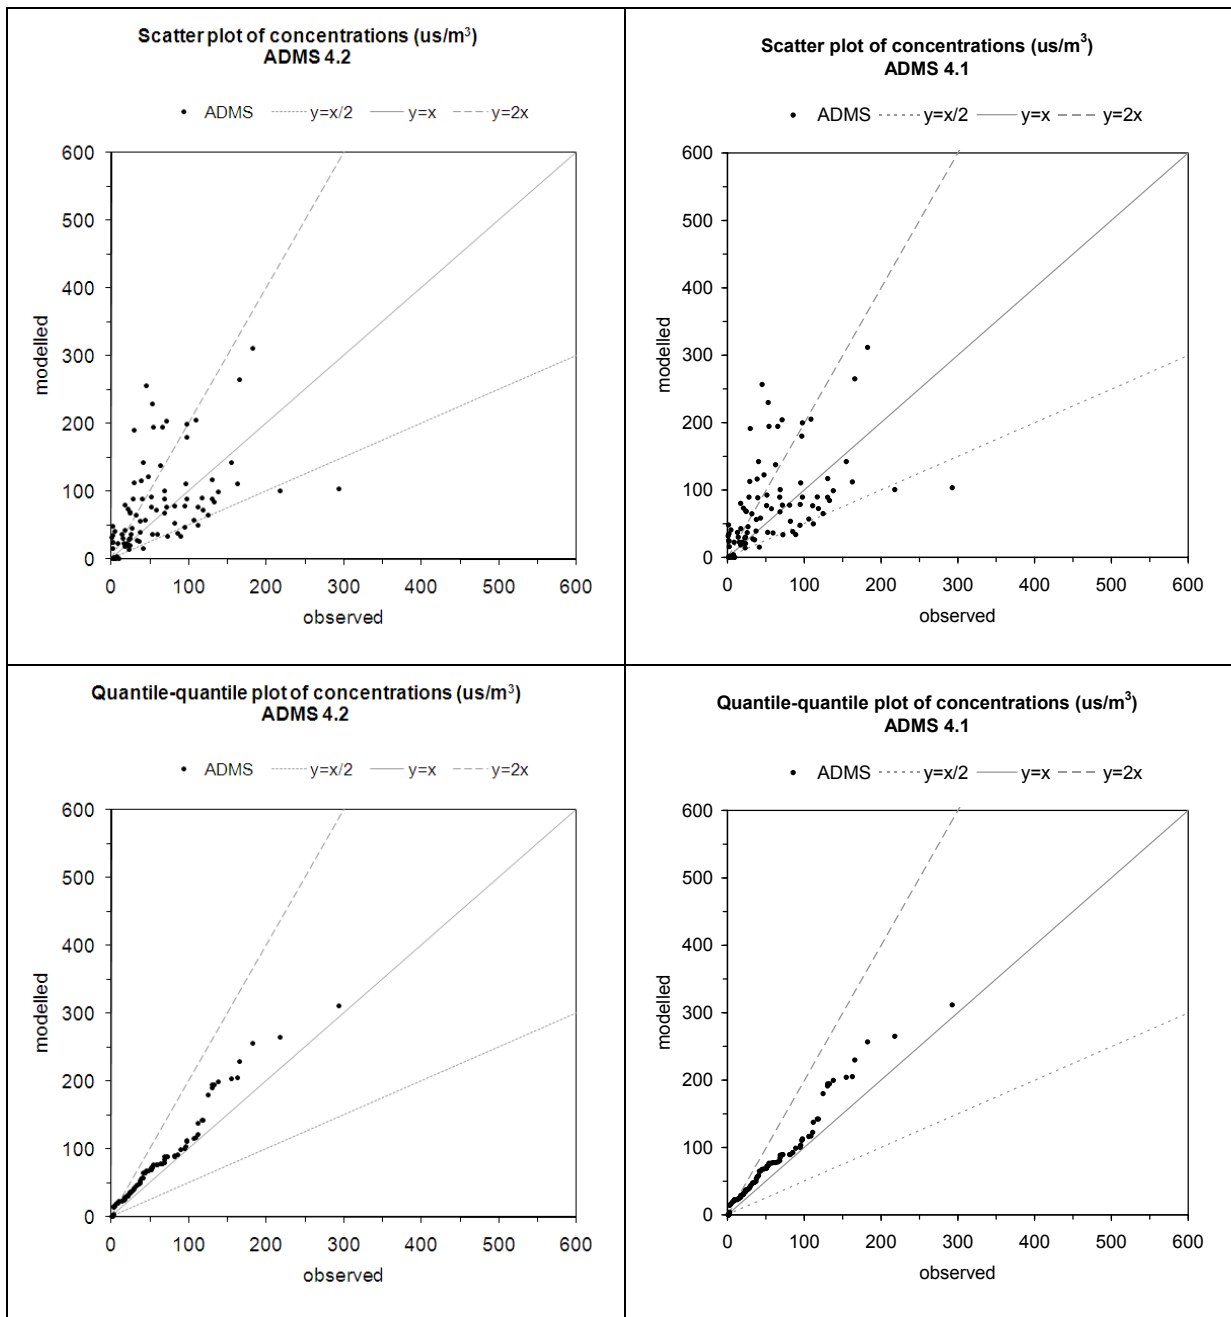 Scatter plot of concentrations (us/m³)
ADMS 4.2
ADMS y=x/2 y=x y=2x
600
500
400
300
200
100
0
modelled
0 100 200 300 400 500 600
observed
Scatter plot of concentrations (us/m³)
ADMS 4.1
ADMS y=x/2 y=x y=2x
600
500
400
300
200
100
0
modelled
0 100 200 300 400 500 600
observed
Quantile-quantile plot of concentrations (us/m³)
ADMS 4.2
ADMS y=x/2 y=x y=2x
600
500
400
300
200
100
0
modelled
0 100 200 300 400 500 600
observed
Quantile-quantile plot of concentrations (us/m³)
ADMS 4.1
ADMS y=x/2 y=x y=2x
600
500
400
300
200
100
0
modelled
0 100 200 300 400 500 600
observed